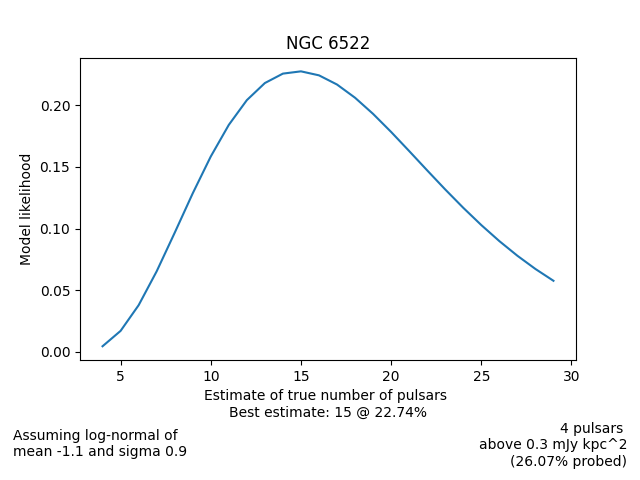 NGC 6522
0.20
0.15
0.10
0.05
0.00
Model likelihood
5 10 15 20 25 30
Estimate of true number of pulsars
Best estimate: 15 @ 22.74%
Assuming log-normal of
mean -1.1 and sigma 0.9
4 pulsars
above 0.3 mJy kpc^2
(26.07% probed)